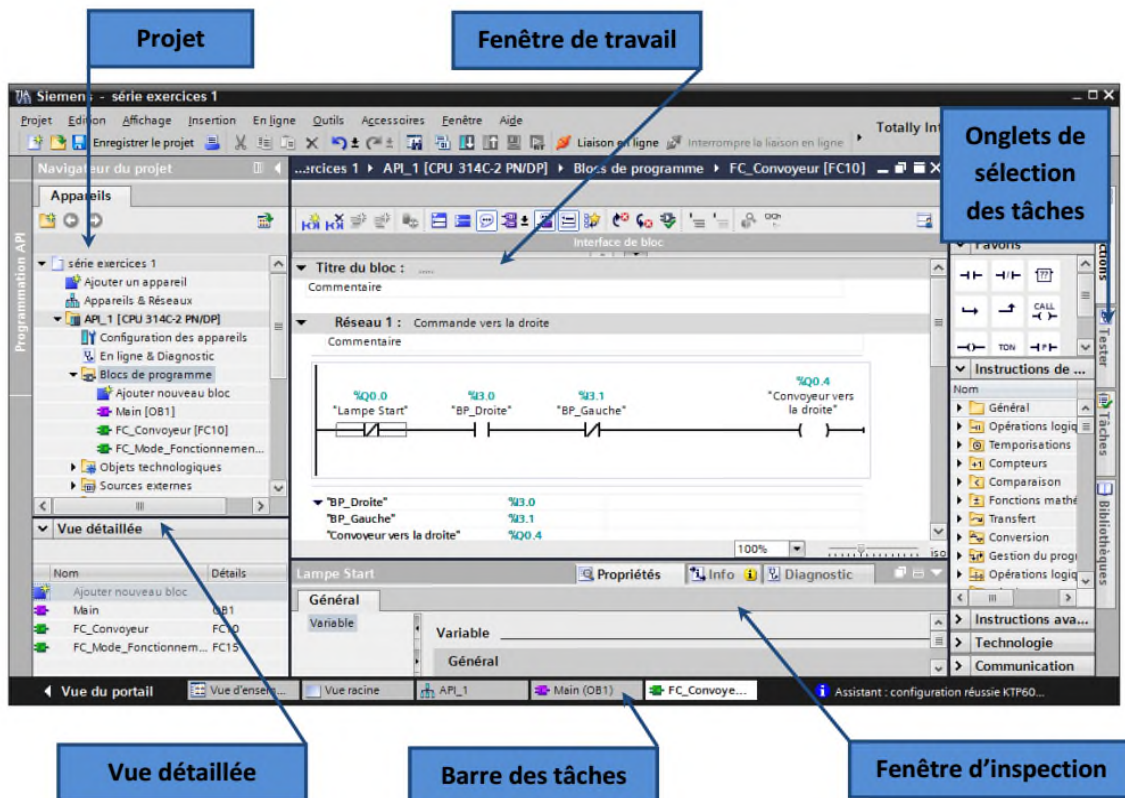 Projet
Fenêtre de travail
Onglets de
sélection
des tâches
Siemens - série exercices 1
Projet Edition Affichage Insertion En ligne Outils Accessoires Fenêtre Aide
Totally Int
Enregistrer le projet
Liaison en ligne
Interrompre la liaison en ligne
Navigateur du projet
...ercices 1 API_1 [CPU 314C-2 PN/DP] Blocs de programme FC_Convoyeur [FC10]
Appareils
Programmation API
Interface de bloc
série exercices 1
Ajouter un appareil
Appareils & Réseaux
API_1 [CPU 314C-2 PN/DP]
Configuration des appareils
En ligne & Diagnostic
Blocs de programme
Ajouter nouveau bloc
Main [OB1]
FC_Convoyeur [FC10]
FC_Mode_Fonctionnemen...
Objets technologiques
Sources externes
Titre du bloc : ....
Commentaire
Réseau 1 : Commande vers la droite
Commentaire
%Q0.0
"Lampe Start"
%I3.0
"BP_Droite"
%I3.1
"BP_Gauche"
%Q0.4
"Convoyeur vers
la droite"
"BP_Droite" %I3.0
"BP_Gauche" %I3.1
"Convoyeur vers la droite" %Q0.4
100%
Favoris
??
CALL
TON
P
Instructions de ...
Nom
Général
Opérations logiq
Temporisations
Compteurs
Comparaison
Fonctions mathé
Transfert
Conversion
Gestion du progr
Opérations logiq
Instructions ava...
Technologie
Communication
ctions
Tester
Tâches
Bibliothèques
Vue détaillée
Nom Détails
Ajouter nouveau bloc
Main OB1
FC_Convoyeur FC10
FC_Mode_Fonctionnem... FC15
Lampe Start
Propriétés
Info
Diagnostic
Général
Variable
Variable
Général
Vue du portail
Vue d'ensem...
Vue racine
API_1
Main (OB1)
FC_Convoye...
Assistant : configuration réussie KTP60...
Vue détaillée
Barre des tâches
Fenêtre d'inspection